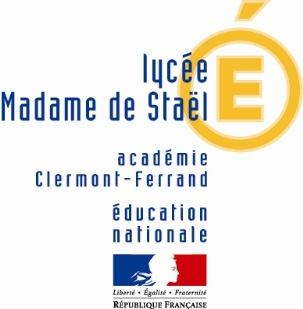 lycée
Madame de Staël
É
académie
Clermont-Ferrand
éducation
nationale
Liberté • Égalité • Fraternité
RÉPUBLIQUE FRANÇAISE